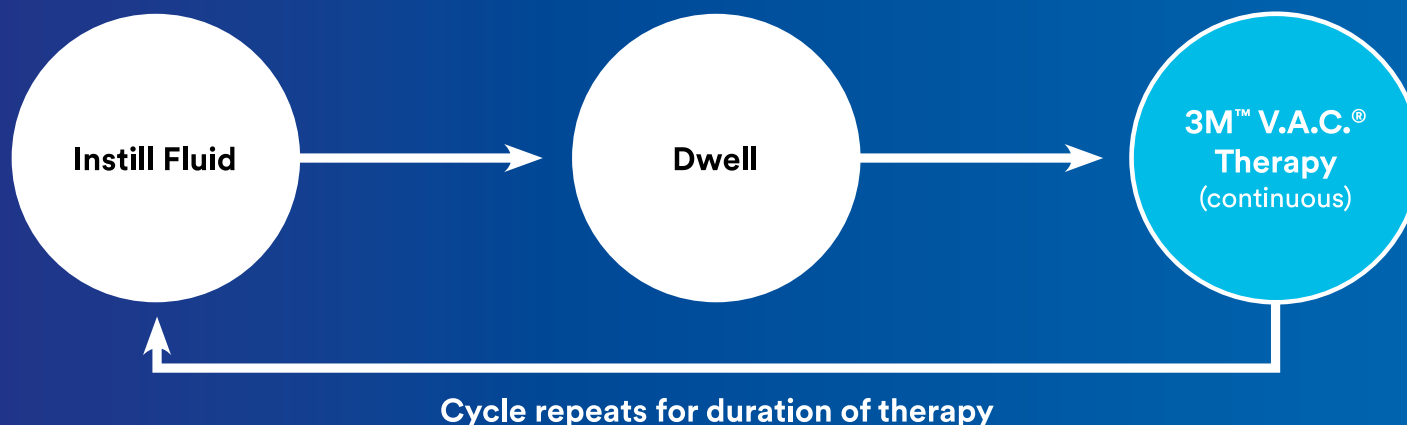 Instill Fluid
Dwell
3M™ V.A.C.®
Therapy
(continuous)
Cycle repeats for duration of therapy